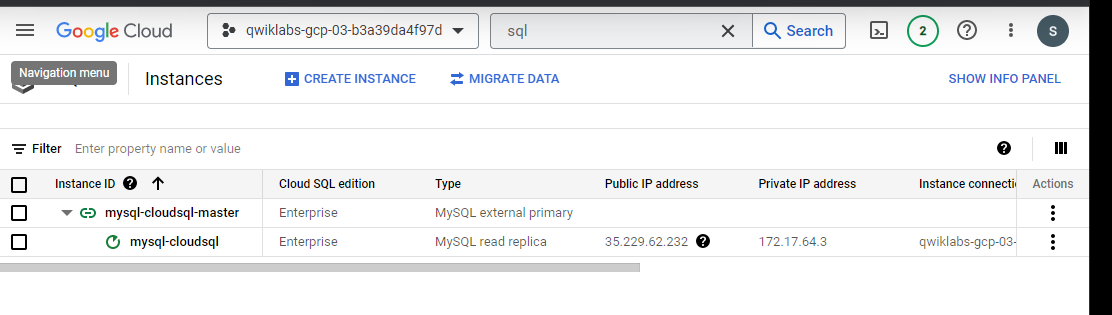 Google Cloud qwiklabs-gcp-03-b3a39da4f97d sql Search 2 S
Navigation menu Instances CREATE INSTANCE MIGRATE DATA SHOW INFO PANEL
Filter Enter property name or value
Instance ID Cloud SQL edition Type Public IP address Private IP address Instance connecti Actions
mysql-cloudsql-master Enterprise MySQL external primary
mysql-cloudsql Enterprise MySQL read replica 35.229.62.232 172.17.64.3 qwiklabs-gcp-03-